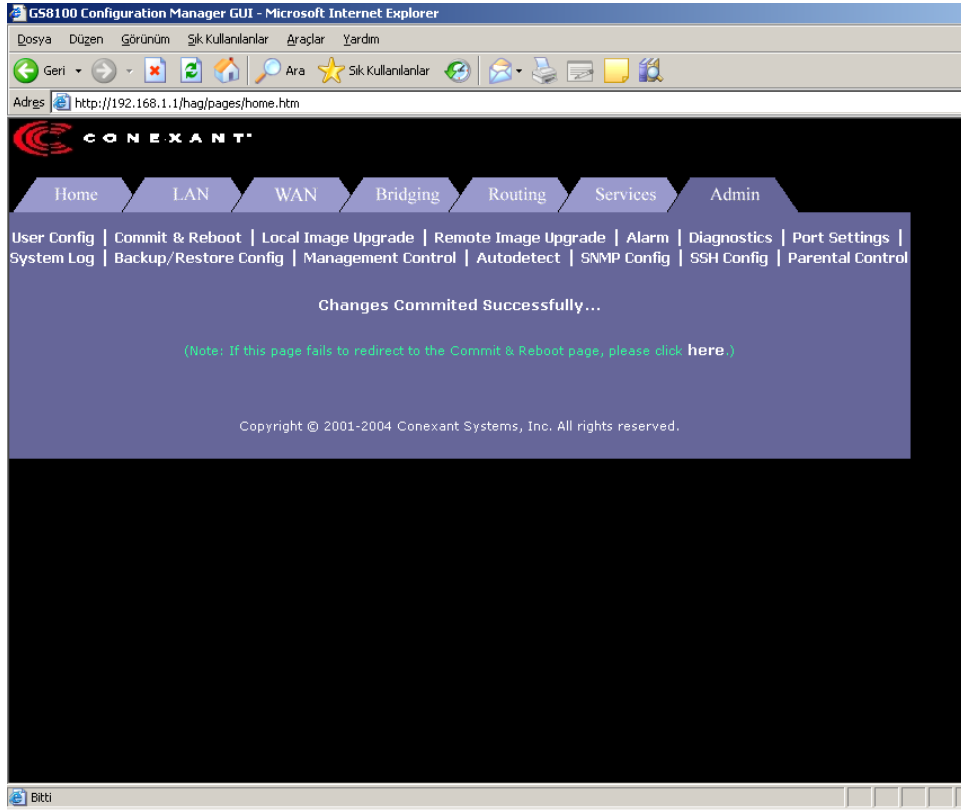 GS8100 Configuration Manager GUI - Microsoft Internet Explorer
Dosya Düzen Görünüm Sık Kullanılanlar Araçlar Yardım
Geri Ara Sık Kullanılanlar
Adres http://192.168.1.1/hag/pages/home.htm
CONEXANT
Home LAN WAN Bridging Routing Services Admin
User Config | Commit & Reboot | Local Image Upgrade | Remote Image Upgrade | Alarm | Diagnostics | Port Settings |
System Log | Backup/Restore Config | Management Control | Autodetect | SNMP Config | SSH Config | Parental Control
Changes Commited Successfully...
(Note: If this page fails to redirect to the Commit & Reboot page, please click here.)
Copyright © 2001-2004 Conexant Systems, Inc. All rights reserved.
Bitti